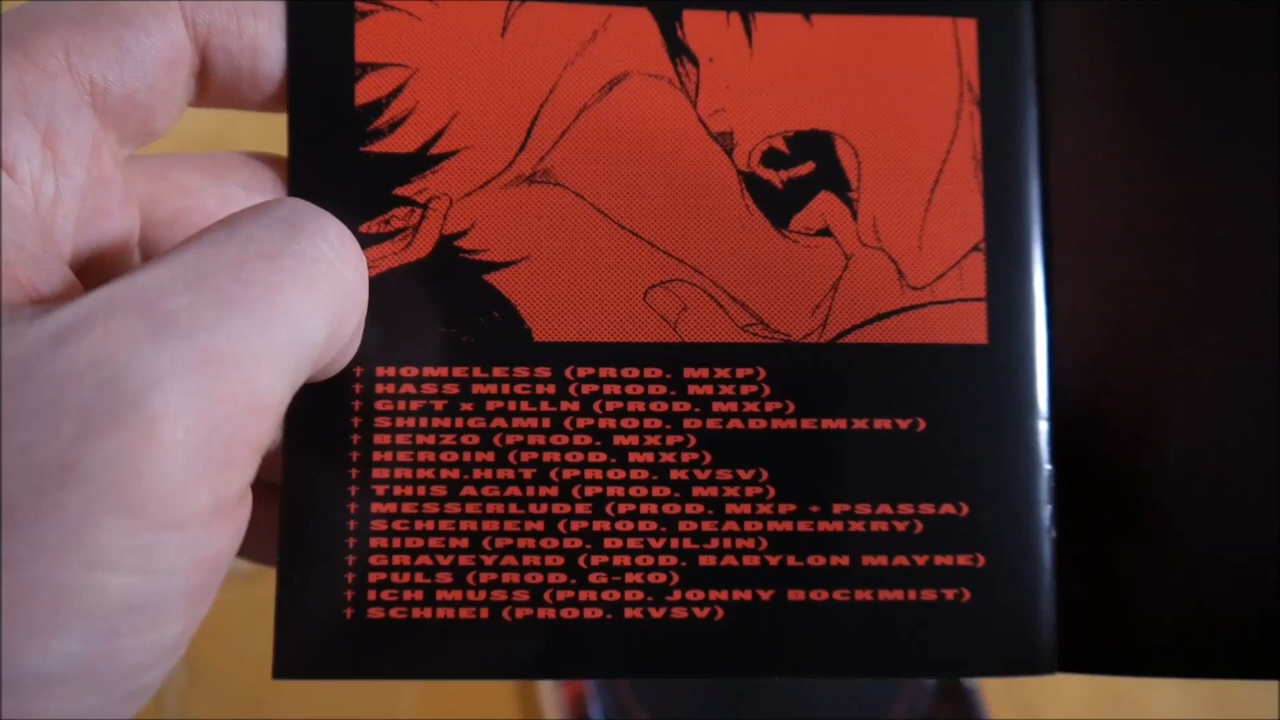 † HOMELESS (PROD. MXP)
† HASS MICH (PROD. MXP)
† GIFT x PILLN (PROD. MXP)
† SHINIGAMI (PROD. DEADMEMXRY)
† BENZO (PROD. MXP)
† HEROIN (PROD. MXP)
† BRKN.HRT (PROD. KVSV)
† THIS AGAIN (PROD. MXP)
† MESSERLUDE (PROD. MXP + PSASSA)
† SCHERBEN (PROD. DEADMEMXRY)
† RIDEN (PROD. DEVILJIN)
† GRAVEYARD (PROD. BABYLON MAYNE)
† PULS (PROD. G-KO)
† ICH MUSS (PROD. JONNY BOCKMIST)
† SCHREI (PROD. KVSV)